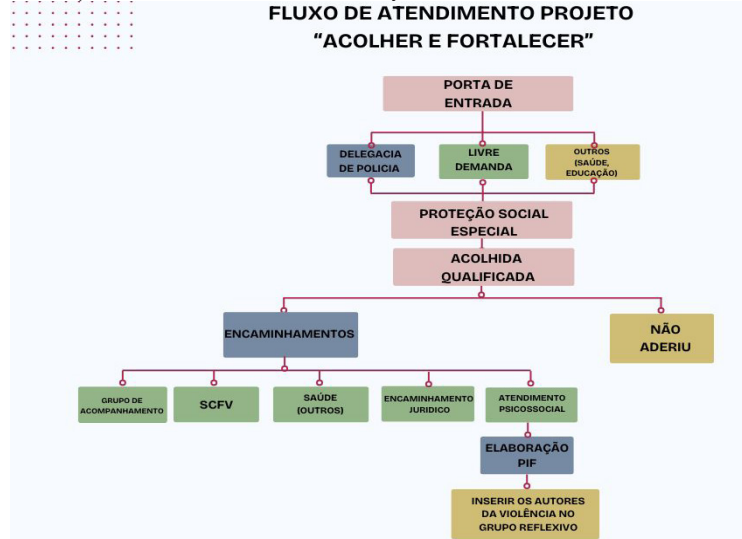 FLUXO DE ATENDIMENTO PROJETO
“ACOLHER E FORTALECER”
PORTA DE
ENTRADA
DELEGACIA
DE POLICIA
LIVRE
DEMANDA
OUTROS
(SAÚDE,
EDUCAÇÃO)
PROTEÇÃO SOCIAL
ESPECIAL
ACOLHIDA
QUALIFICADA
ENCAMINHAMENTOS
NÃO
ADERIU
GRUPO DE
ACOMPANHAMENTO
SCFV
SAÚDE
(OUTROS)
ENCAMINHAMENTO
JURIDICO
ATENDIMENTO
PSICOSSOCIAL
ELABORAÇÃO
PIF
INSERIR OS AUTORES
DA VIOLÊNCIA NO
GRUPO REFLEXIVO